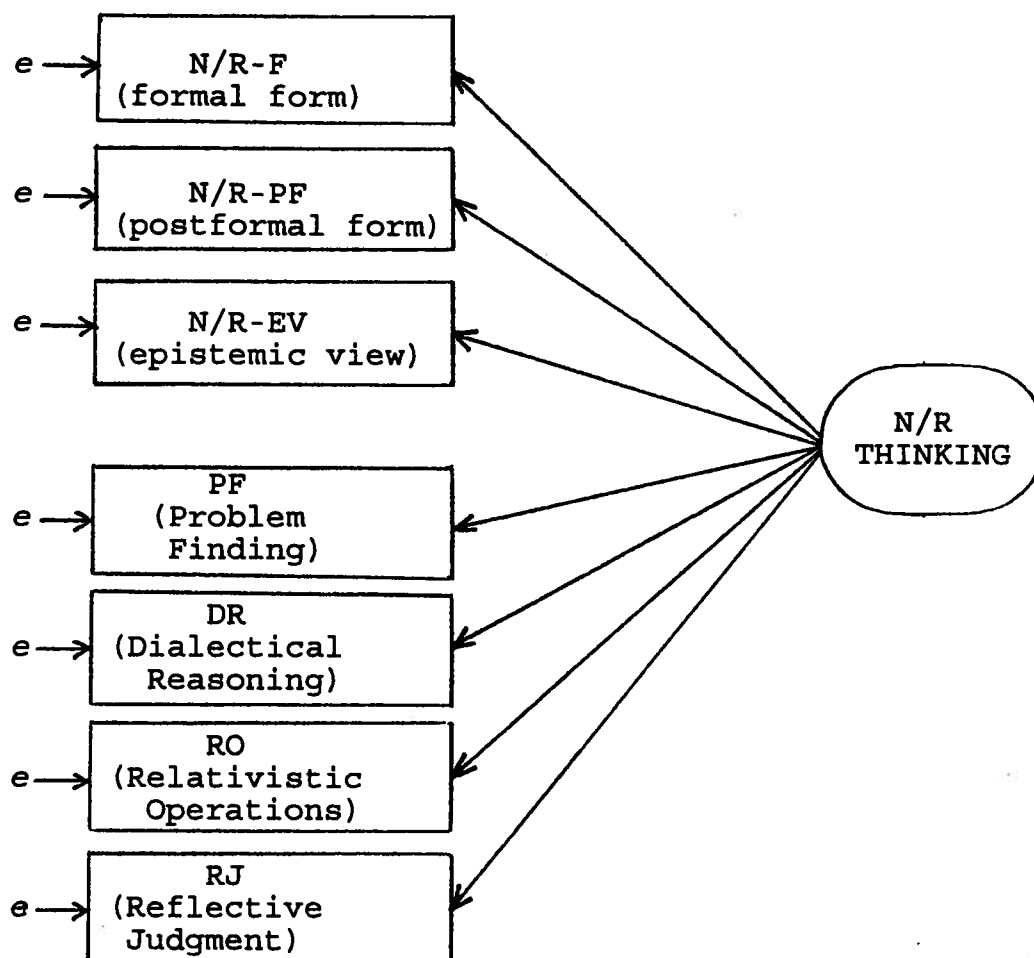 e
N/R-F
(formal form)
e
N/R-PF
(postformal form)
e
N/R-EV
(epistemic view)
N/R
THINKING
e
PF
(Problem
Finding)
e
DR
(Dialectical
Reasoning)
e
RO
(Relativistic
Operations)
e
RJ
(Reflective
Judgment)